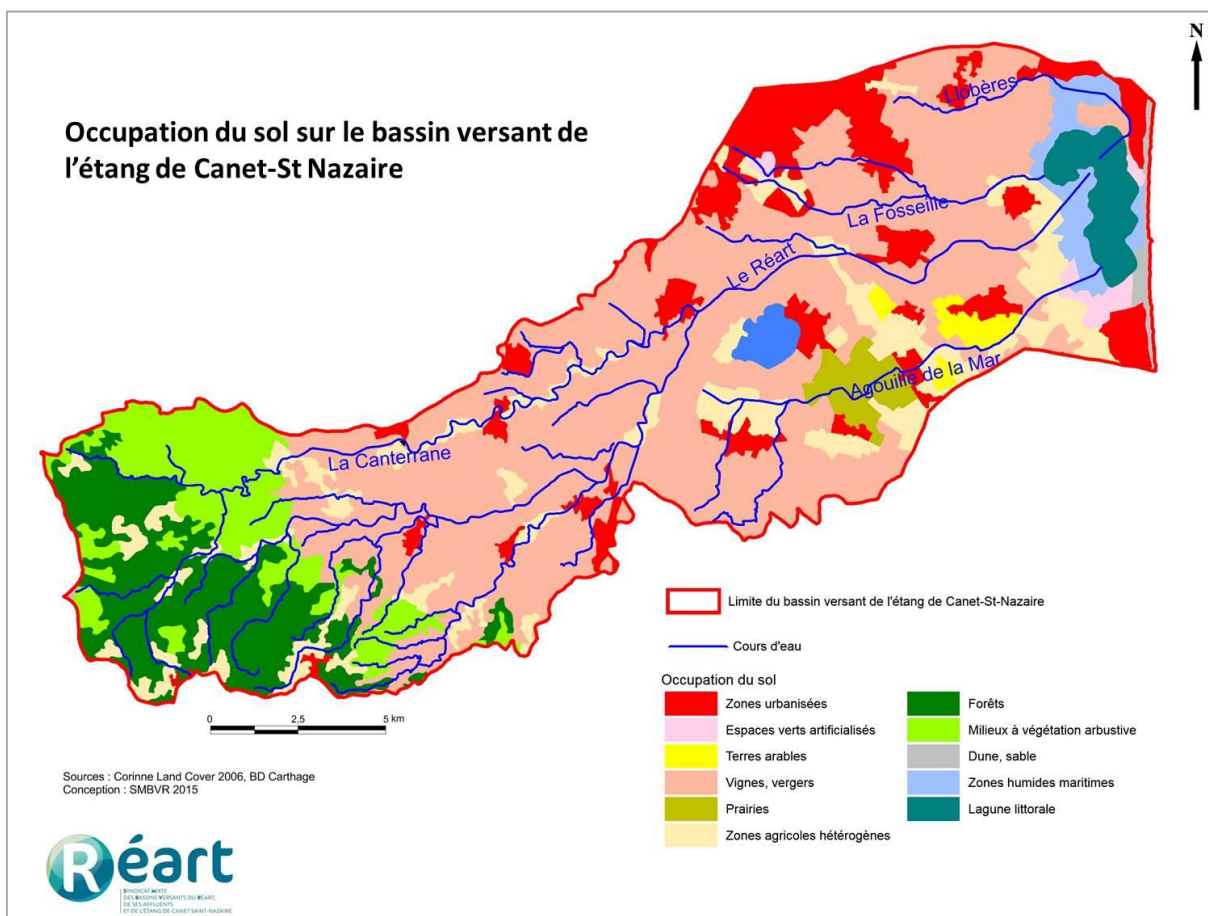 N
Occupation du sol sur le bassin versant de
l'étang de Canet-St Nazaire
Llobères
La Fosseille
Le Réart
Agouille de la Mar
La Canterrane
Limite du bassin versant de l'étang de Canet-St-Nazaire
Cours d'eau
Occupation du sol
Zones urbanisées
Espaces verts artificialisés
Terres arables
Vignes, vergers
Prairies
Zones agricoles hétérogènes
Forêts
Milieux à végétation arbustive
Dune, sable
Zones humides maritimes
Lagune littorale
0 2,5 5 km
Sources : Corinne Land Cover 2006, BD Carthage
Conception : SMBVR 2015
Réart
SYNDICAT MIXTE
DES BASSINS VERSANTS DU RÉART,
DE SES AFFLUENTS
ET DE L'ÉTANG DE CANET SAINT-NAZAIRE